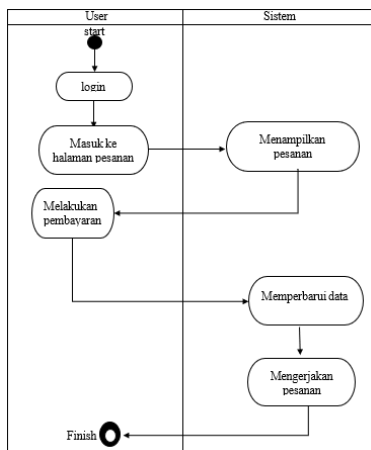 User
Sistem
start
login
Masuk ke
halaman pesanan
Menampilkan
pesanan
Melakukan
pembayaran
Memperbarui data
Mengerjakan
pesanan
Finish